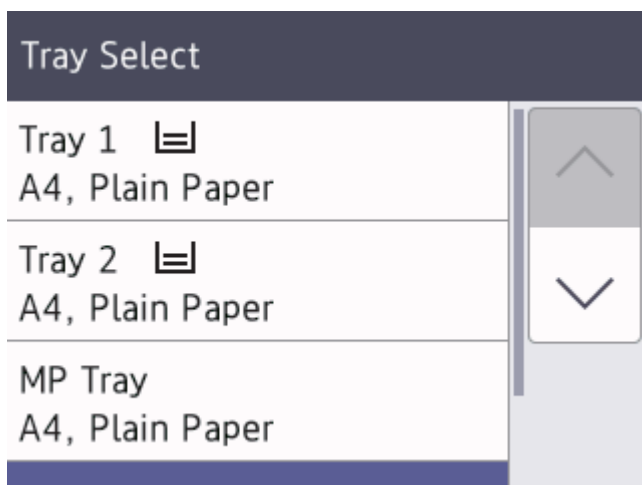 Tray Select
Tray 1
A4, Plain Paper
Tray 2
A4, Plain Paper
MP Tray
A4, Plain Paper